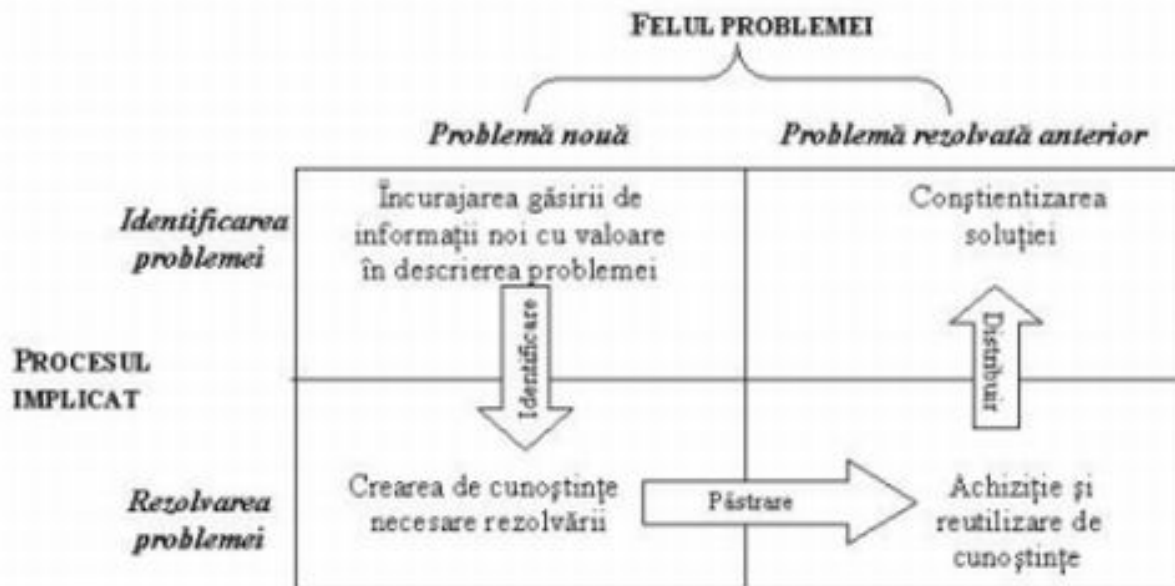 FELUL PROBLEMEI
Problemă nouă
Problemă rezolvată anterior
Identificarea
problemei
Încurajarea găsirii de
informații noi cu valoare
în descrierea problemei
Conștientizarea
soluției
Identificare
Distribuir
PROCESUL
IMPLICAT
Rezolvarea
problemei
Crearea de cunoștințe
necesare rezolvării
Păstrare
Achiziție și
reutilizare de
cunoștințe